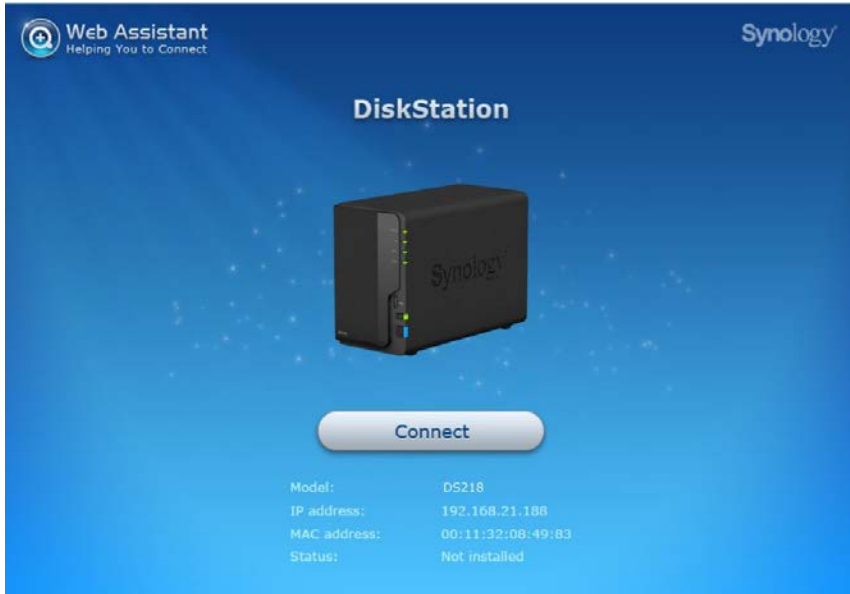 Web Assistant
Helping You to Connect
Synology
DiskStation
Synology
Connect
Model: DS218
IP address: 192.168.21.188
MAC address: 00:11:32:08:49:83
Status: Not installed